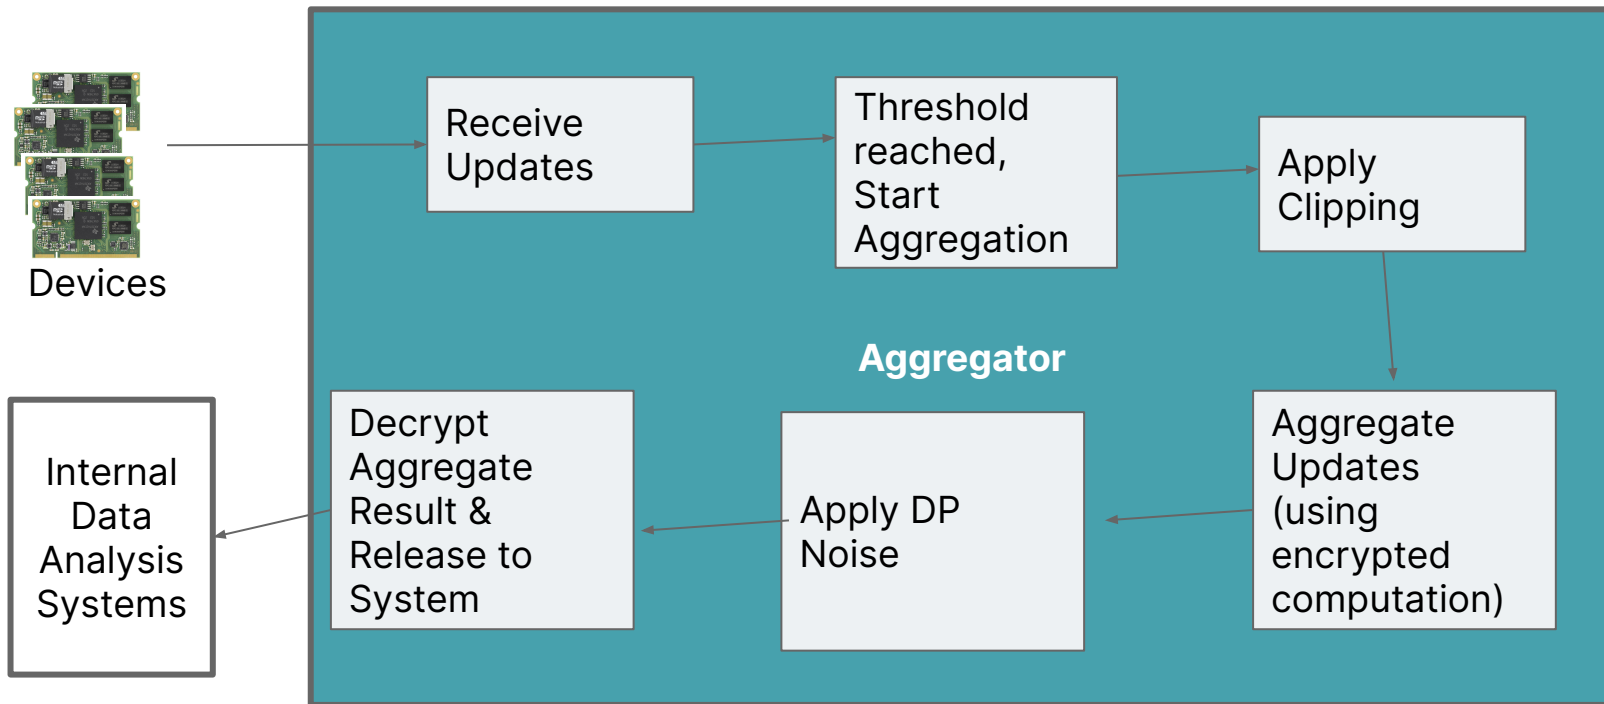 Receive
Updates
Threshold
reached,
Start
Aggregation
Apply
Clipping
Devices
Aggregator
Internal
Data
Analysis
Systems
Decrypt
Aggregate
Result &
Release to
System
Apply DP
Noise
Aggregate
Updates
(using
encrypted
computation)